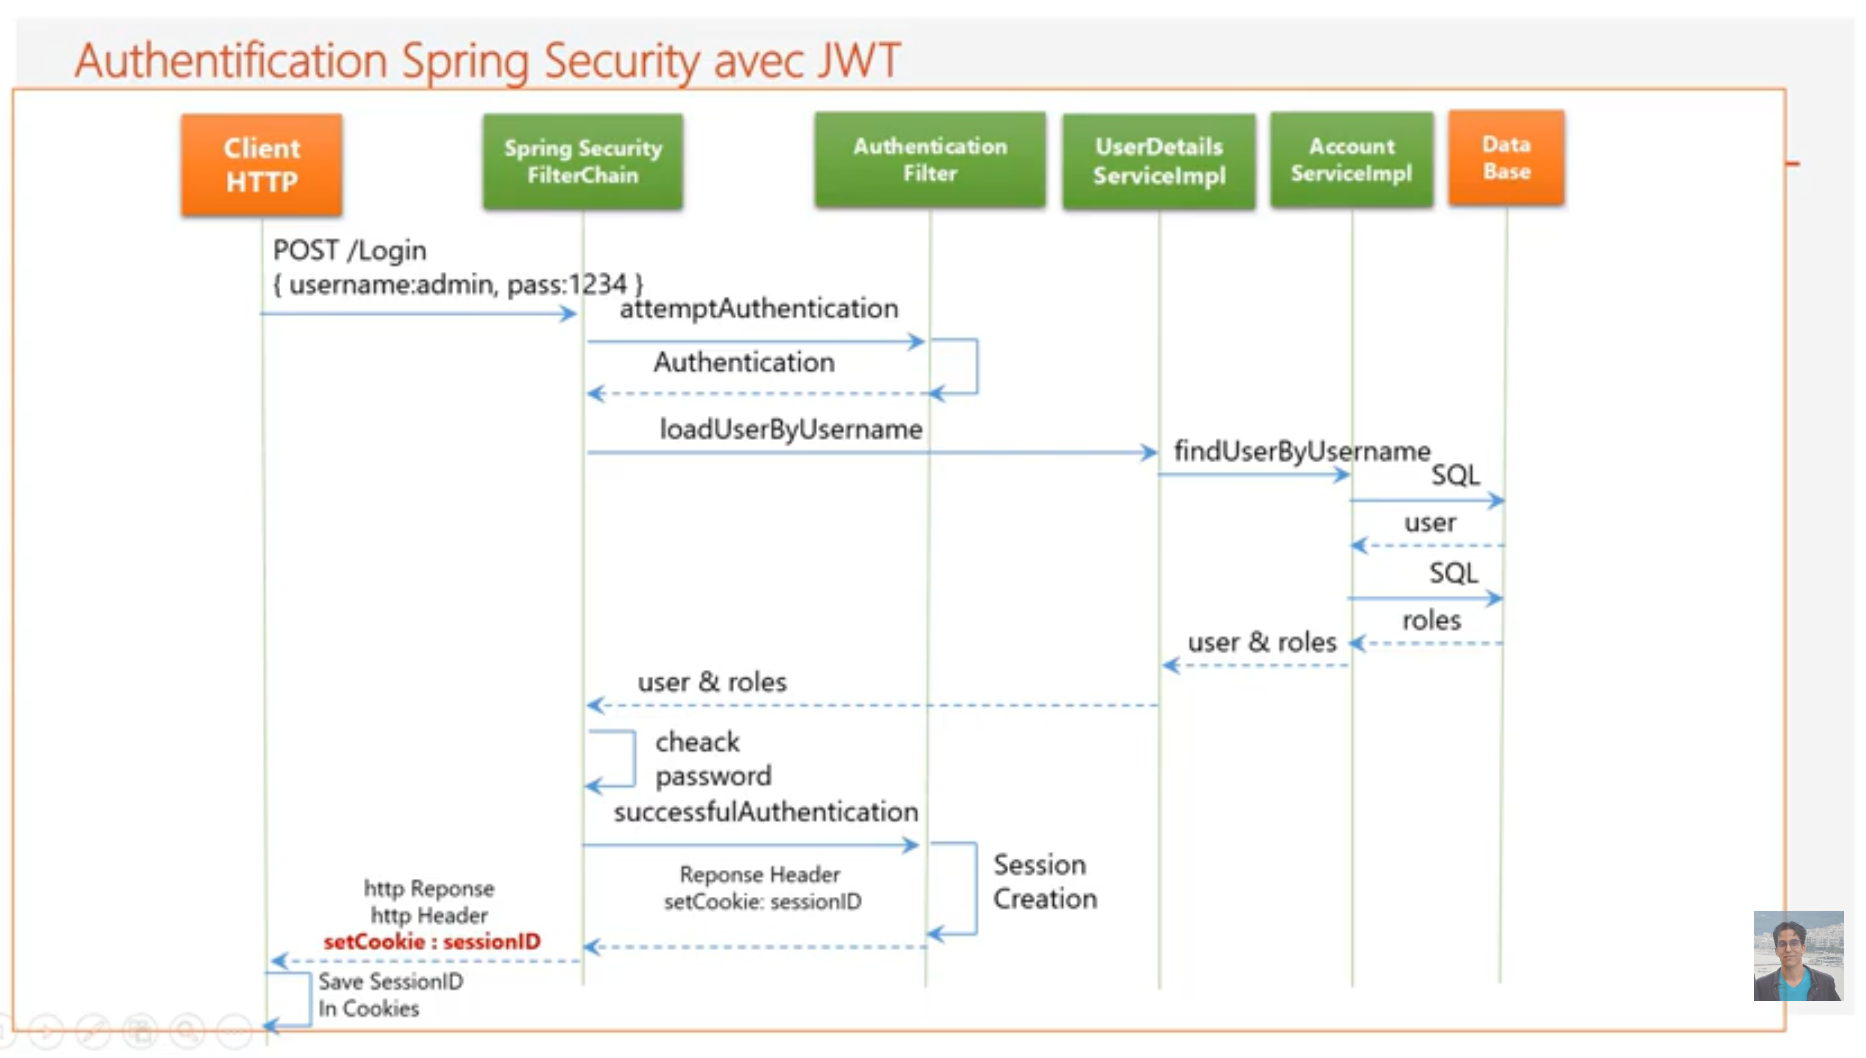 Authentification Spring Security avec JWT
Client
HTTP
Spring Security
FilterChain
Authentication
Filter
UserDetails
ServiceImpl
Account
ServiceImpl
Data
Base
POST /Login
{ username:admin, pass:1234 }
attemptAuthentication
Authentication
loadUserByUsername
findUserByUsername
SQL
user
SQL
roles
user & roles
user & roles
cheack
password
successfulAuthentication
Session
Creation
Reponse Header
setCookie: sessionID
http Reponse
http Header
setCookie : sessionID
Save SessionID
In Cookies